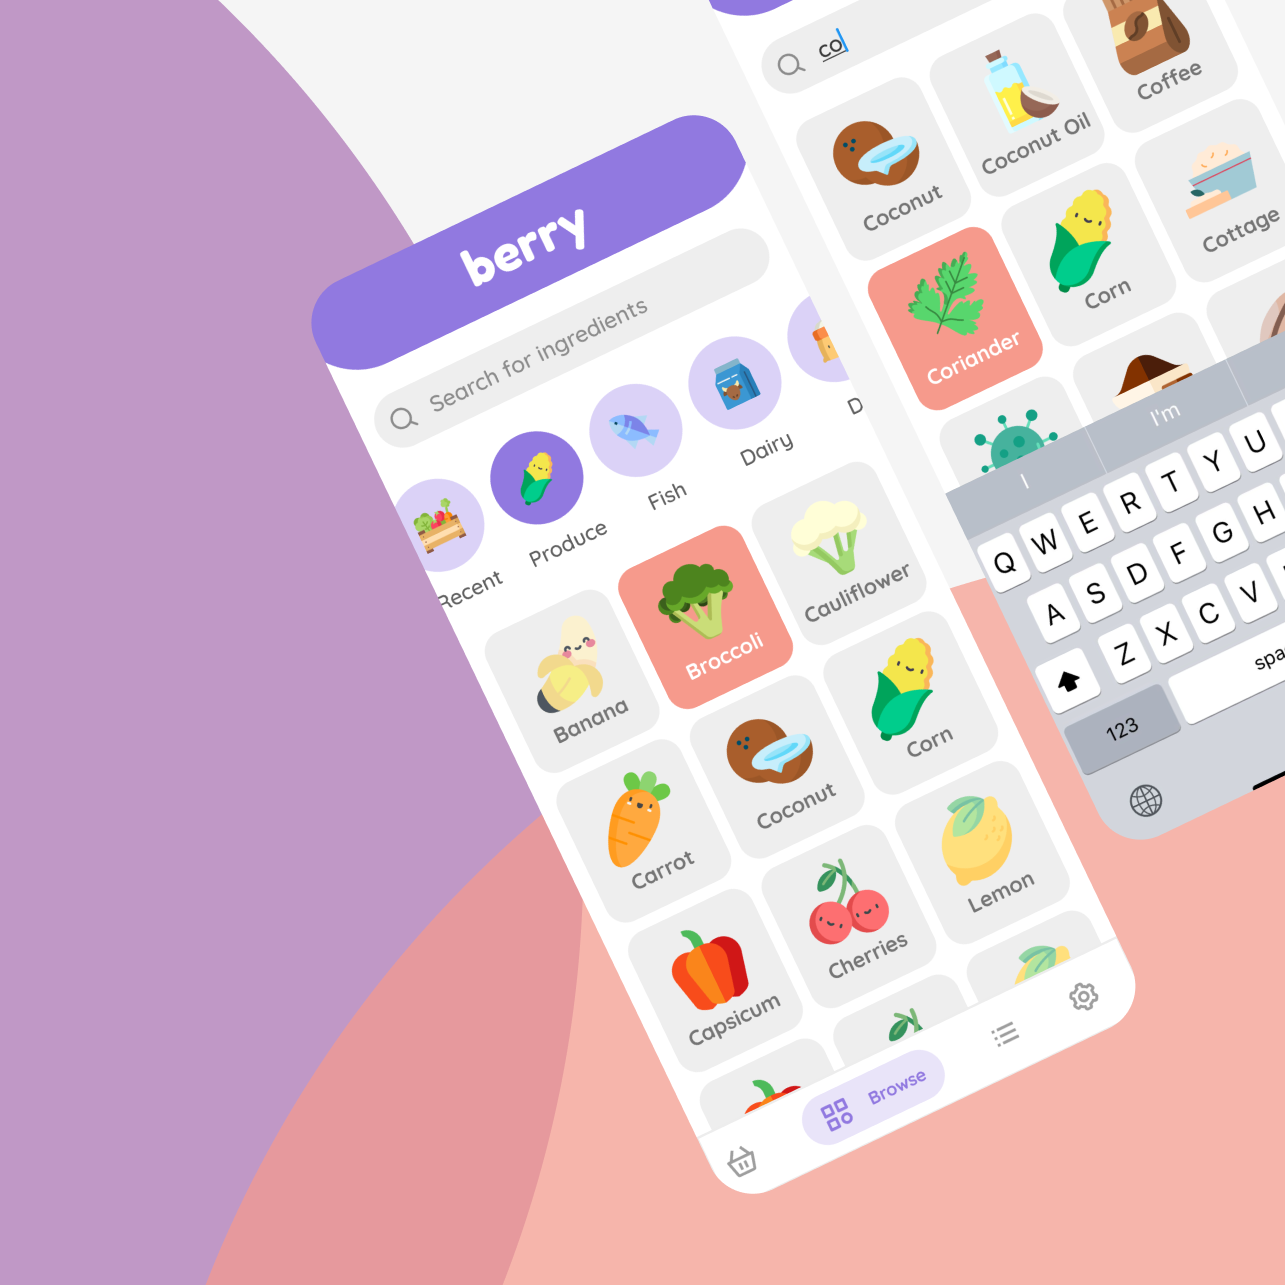 berry
Search for ingredients
Recent
Produce
Fish
Dairy
D
Banana
Broccoli
Cauliflower
Carrot
Coconut
Corn
Capsicum
Cherries
Lemon
Browse
co
Coconut
Coconut Oil
Coffee
Coriander
Corn
Cottage
I
I'm
Q W E R T Y U
A S D F G H
Z X C V
123
spa